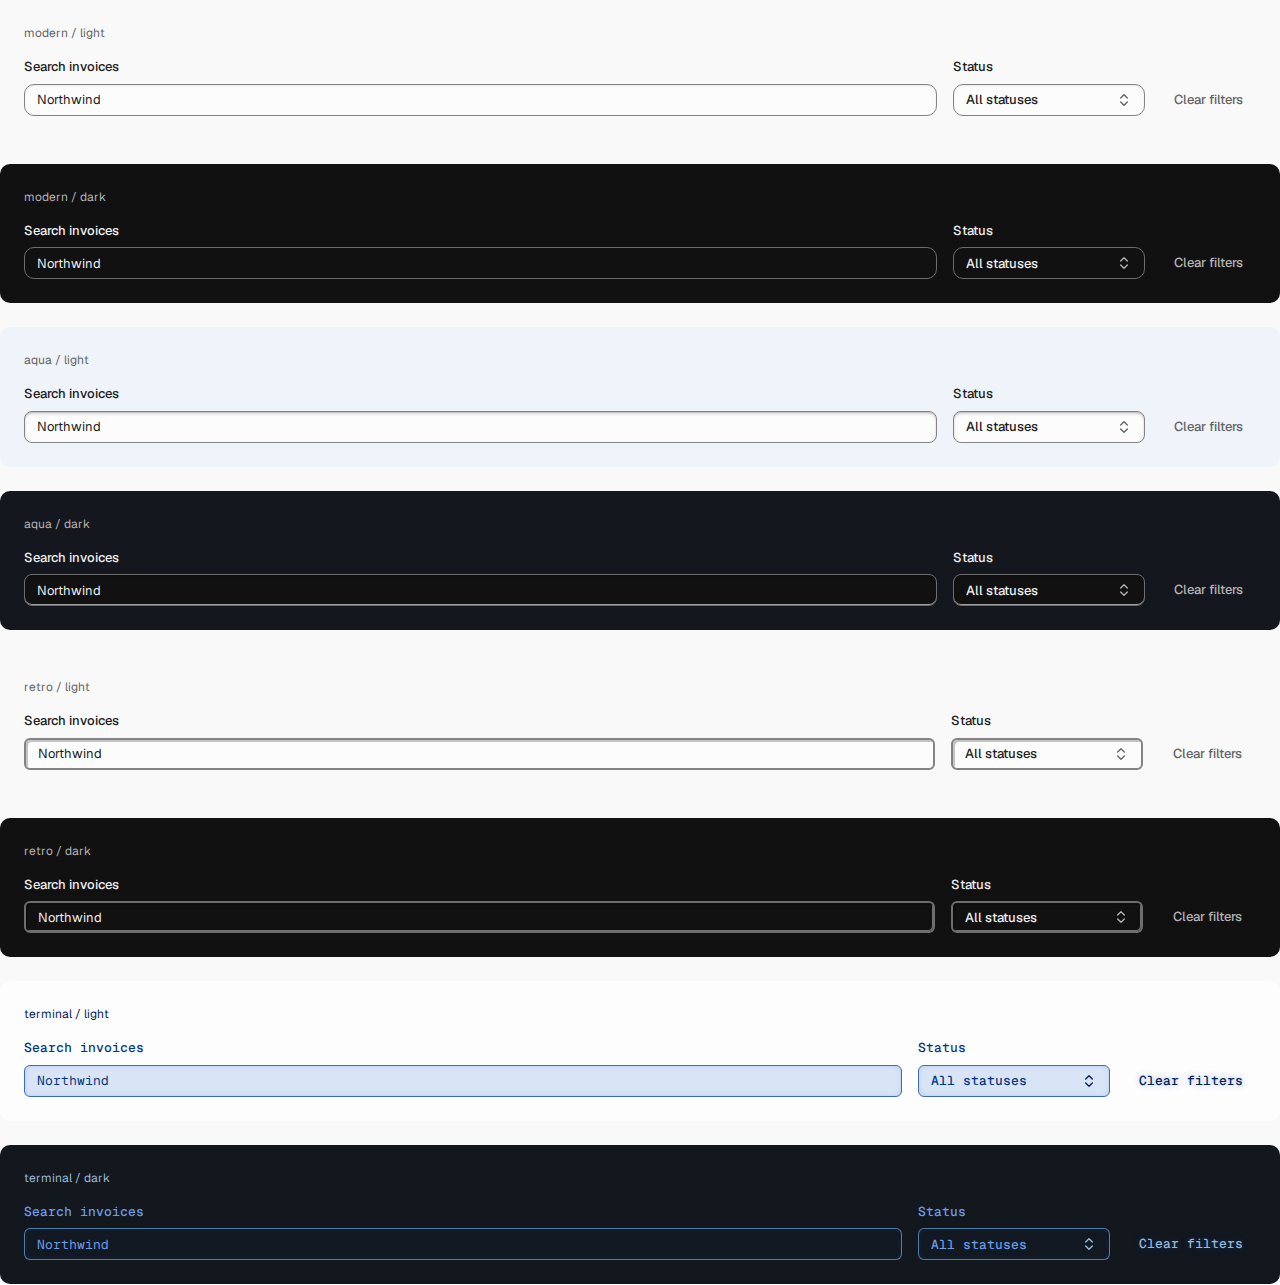 modern / light
Search invoices Status
Northwind All statuses Clear filters
modern / dark
Search invoices Status
Northwind All statuses Clear filters
aqua / light
Search invoices Status
Northwind All statuses Clear filters
aqua / dark
Search invoices Status
Northwind All statuses Clear filters
retro / light
Search invoices Status
Northwind All statuses Clear filters
retro / dark
Search invoices Status
Northwind All statuses Clear filters
terminal / light
Search invoices Status
Northwind All statuses Clear filters
terminal / dark
Search invoices Status
Northwind All statuses Clear filters